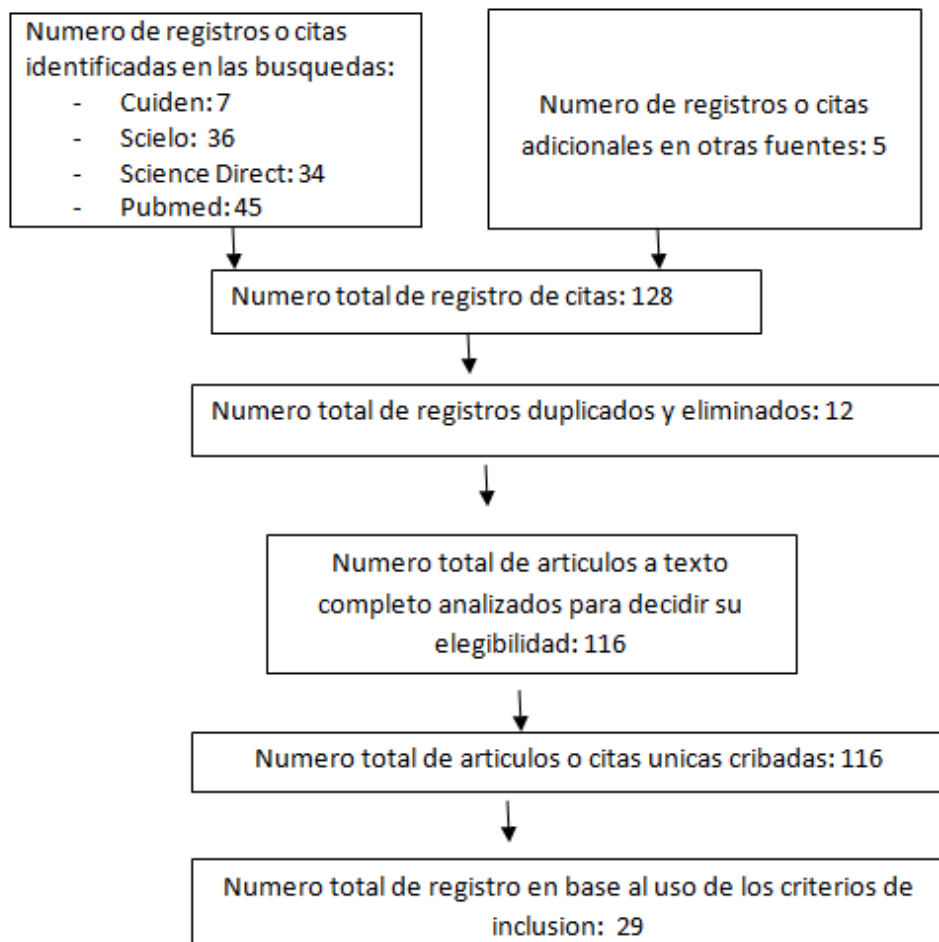 Numero de registros o citas
identificadas en las busquedas:
- Cuiden: 7
- Scielo: 36
- Science Direct: 34
- Pubmed: 45
Numero de registros o citas
adicionales en otras fuentes: 5
Numero total de registro de citas: 128
Numero total de registros duplicados y eliminados: 12
Numero total de articulos a texto
completo analizados para decidir su
elegibilidad: 116
Numero total de articulos o citas unicas cribadas: 116
Numero total de registro en base al uso de los criterios de
inclusion: 29